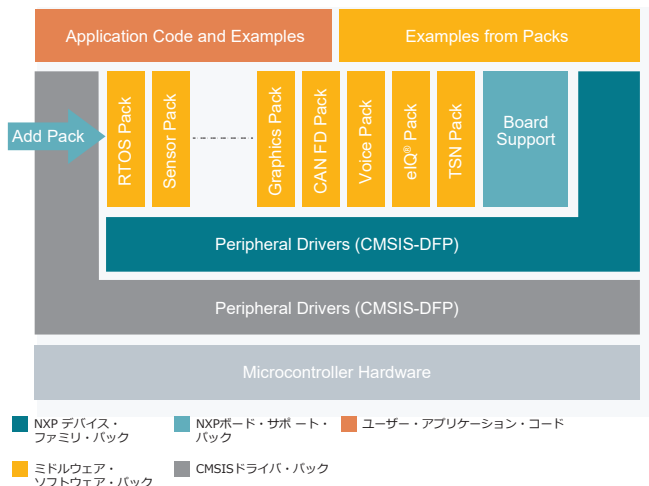 Application Code and Examples
Examples from Packs
Add Pack
RTOS Pack
Sensor Pack
Graphics Pack
CAN FD Pack
Voice Pack
eIQ® Pack
TSN Pack
Board
Support
Peripheral Drivers (CMSIS-DFP)
Peripheral Drivers (CMSIS-DFP)
Microcontroller Hardware
NXP デバイス・
ファミリ・パック
NXPボード・サポート・
パック
ユーザー・アプリケーション・コード
ミドルウェア・
ソフトウェア・パック
CMSISドライバ・パック